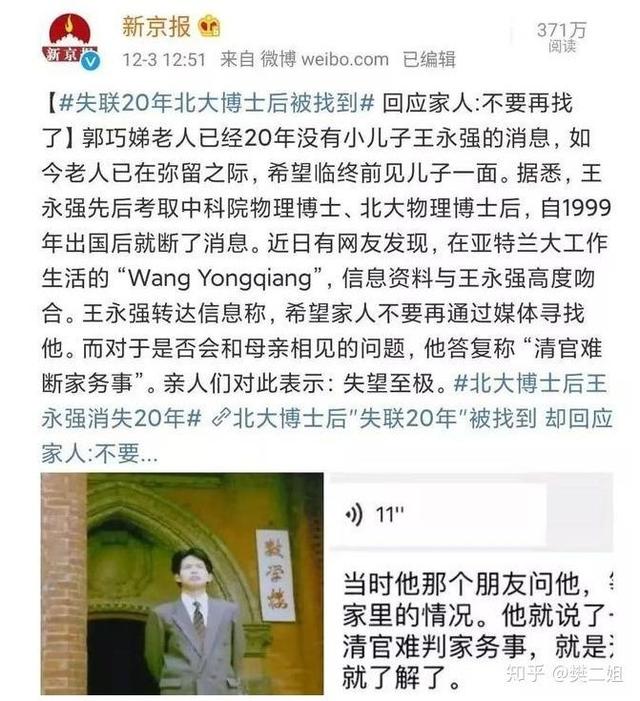 新京报
12-3 12:51 来自 微博 weibo.com 已编辑
371万
阅读
新京报
【#失联20年北大博士后被找到# 回应家人:不要再找
了】郭巧娣老人已经20年没有小儿子王永强的消息，如
今老人已在弥留之际，希望临终前见儿子一面。据悉，王
永强先后考取中科院物理博士、北大物理博士后，自1999
年出国后就断了消息。近日有网友发现，在亚特兰大工作
生活的 “Wang Yongqiang”，信息资料与王永强高度吻
合。王永强转达信息称，希望家人不要再通过媒体寻找
他。而对于是否会和母亲相见的问题，他答复称 “清官难
断家务事”。亲人们对此表示：失望至极。#北大博士后王
永强消失20年# 北大博士后"失联20年"被找到 却回应
家人:不要...
数学楼
11''
当时他那个朋友问他，
家里的情况。他就说了
清官难判家务事，就是
就了解了。
知乎 @樊二姐